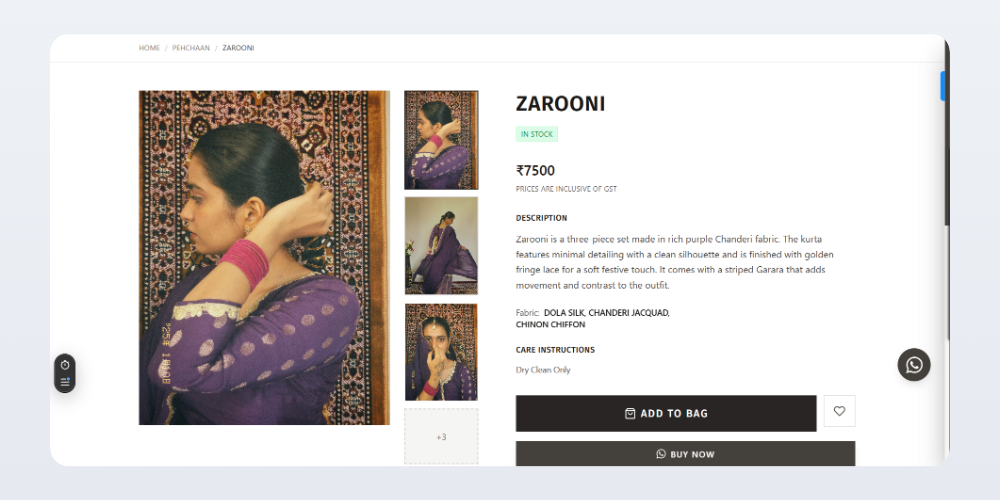 HOME / PEHCHAAN / ZAROONI
ZAROONI
IN STOCK
₹7500
PRICES ARE INCLUSIVE OF GST
DESCRIPTION
Zarooni is a three piece set made in rich purple Chanderi fabric. The kurta
features minimal detailing with a clean silhouette and is finished with golden
fringe lace for a soft festive touch. It comes with a striped Garara that adds
movement and contrast to the outfit.
Fabric: DOLA SILK, CHANDERI JACQUAD,
CHINON CHIFFON
CARE INSTRUCTIONS
Dry Clean Only
+3
ADD TO BAG
BUY NOW